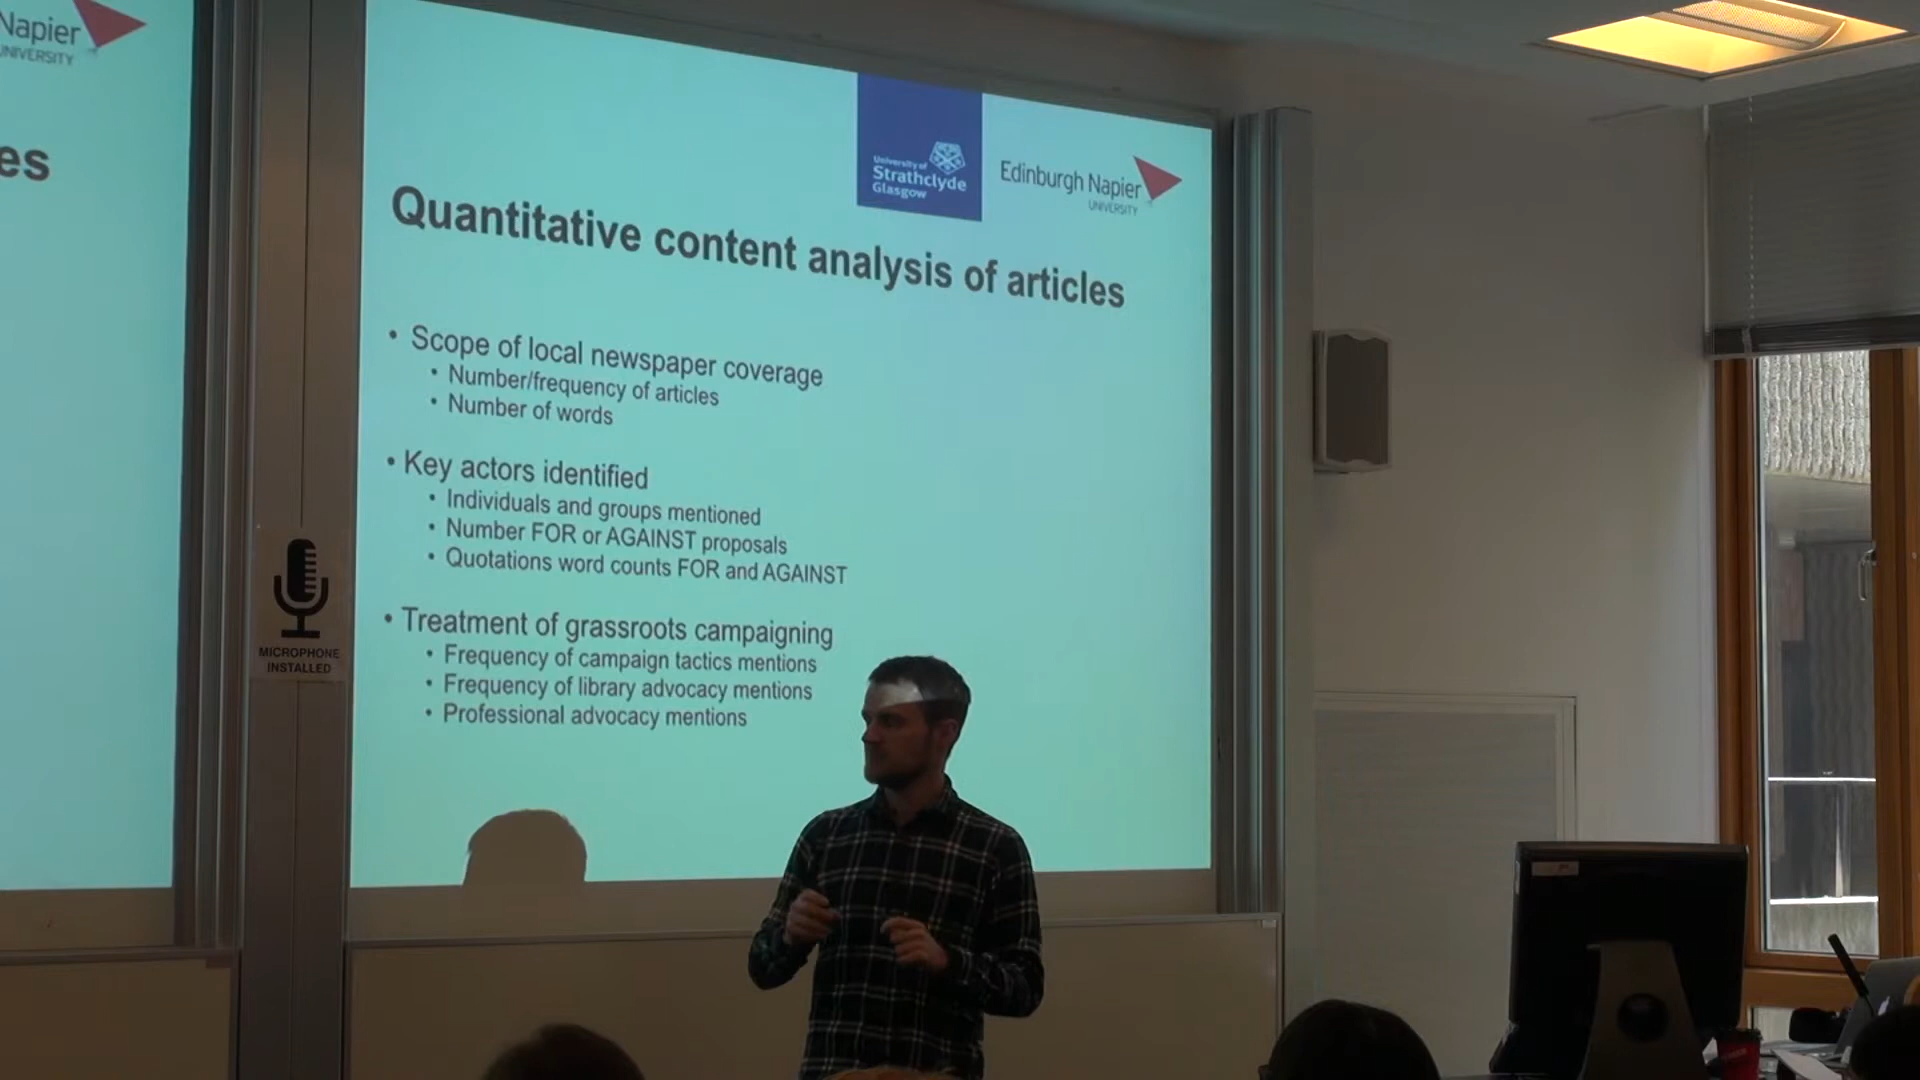 Napier
UNIVERSITY
es
University of
Strathclyde
Glasgow
Edinburgh Napier
UNIVERSITY
Quantitative content analysis of articles
• Scope of local newspaper coverage
• Number/frequency of articles
• Number of words
• Key actors identified
• Individuals and groups mentioned
• Number FOR or AGAINST proposals
• Quotations word counts FOR and AGAINST
• Treatment of grassroots campaigning
• Frequency of campaign tactics mentions
• Frequency of library advocacy mentions
• Professional advocacy mentions
MICROPHONE
INSTALLED